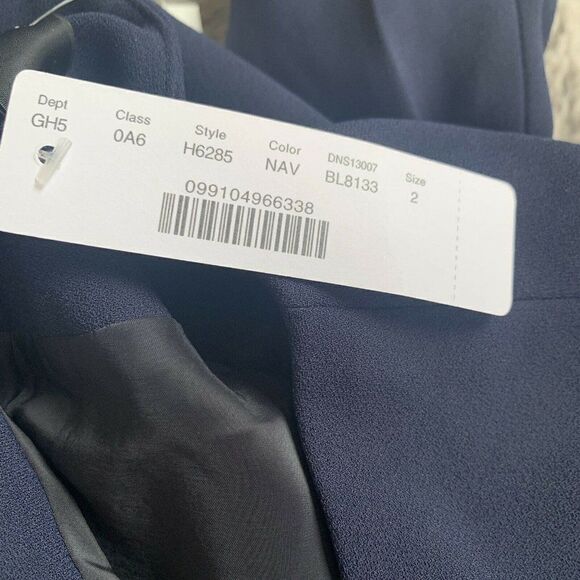 Dept Class Style Color DNS13007 Size
GH5 0A6 H6285 NAV BL8133 2
099104966338